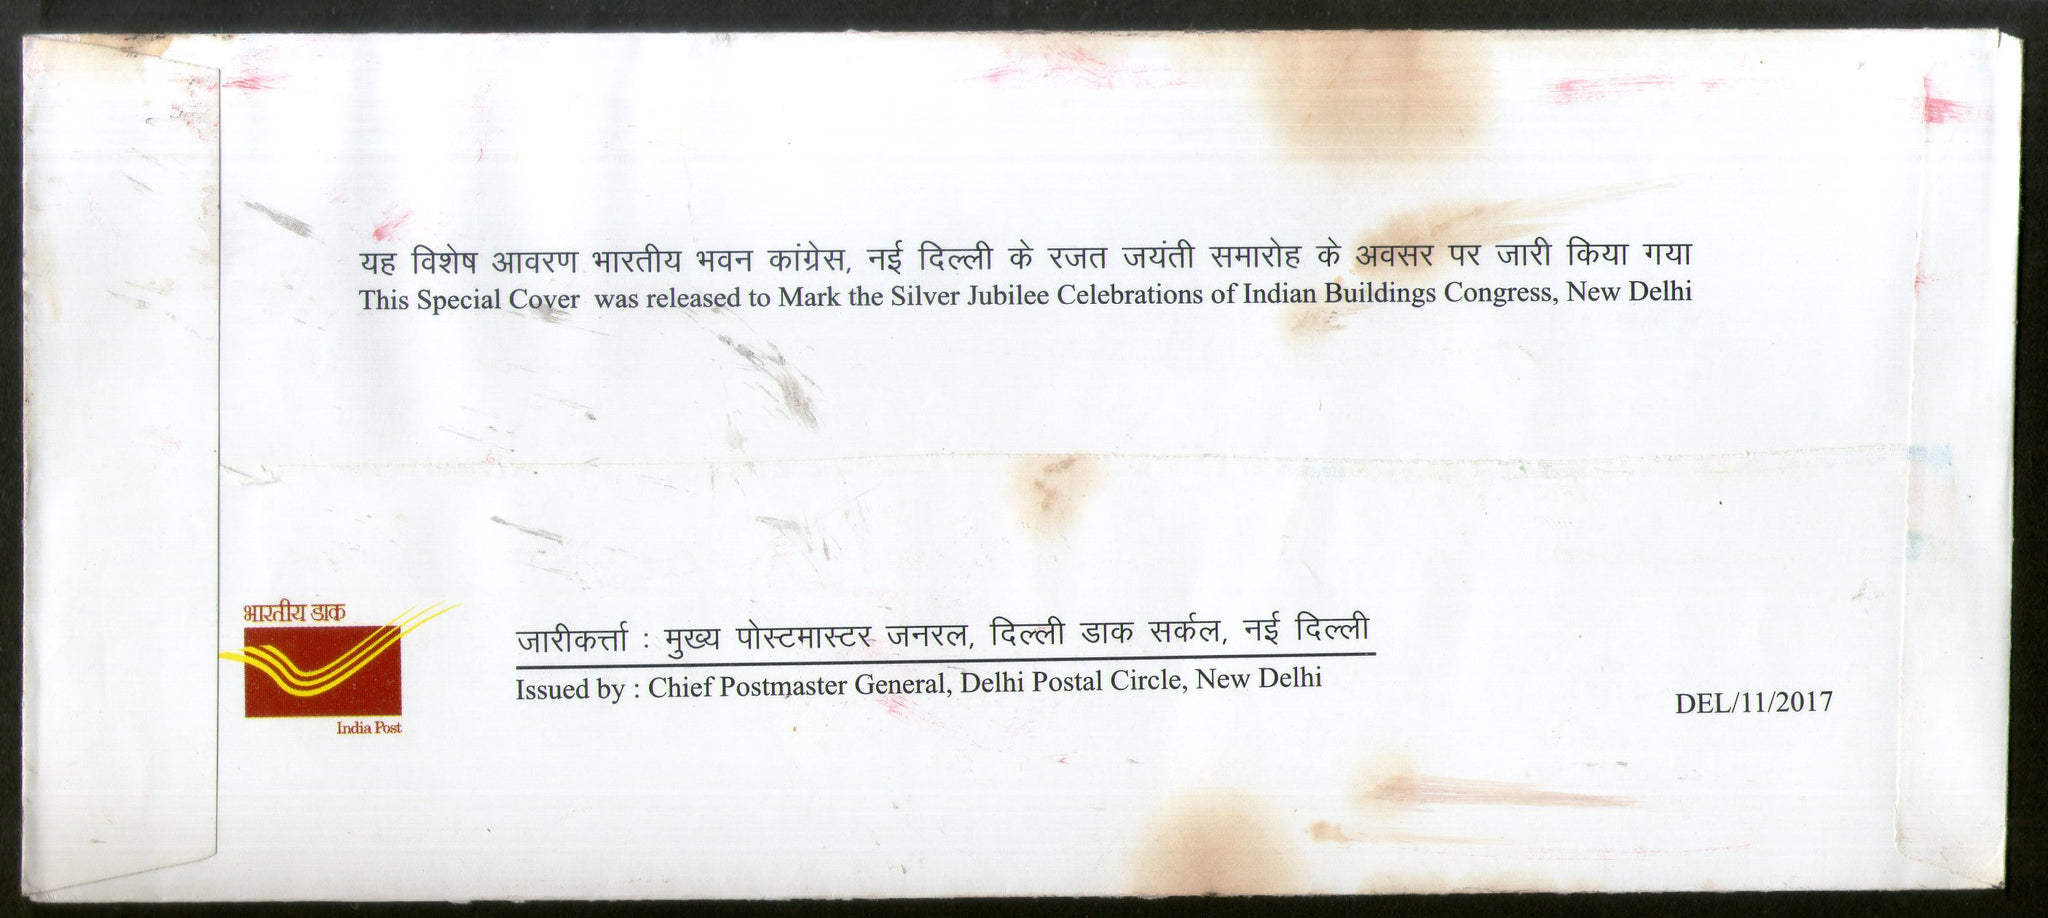 यह विशेष आवरण भारतीय भवन कांग्रेस, नई दिल्ली के रजत जयंती समारोह के अवसर पर जारी किया गया
This Special Cover was released to Mark the Silver Jubilee Celebrations of Indian Buildings Congress, New Delhi
भारतीय डाक
India Post
जारीकर्त्ता : मुख्य पोस्टमास्टर जनरल, दिल्ली डाक सर्कल, नई दिल्ली
Issued by : Chief Postmaster General, Delhi Postal Circle, New Delhi
DEL/11/2017